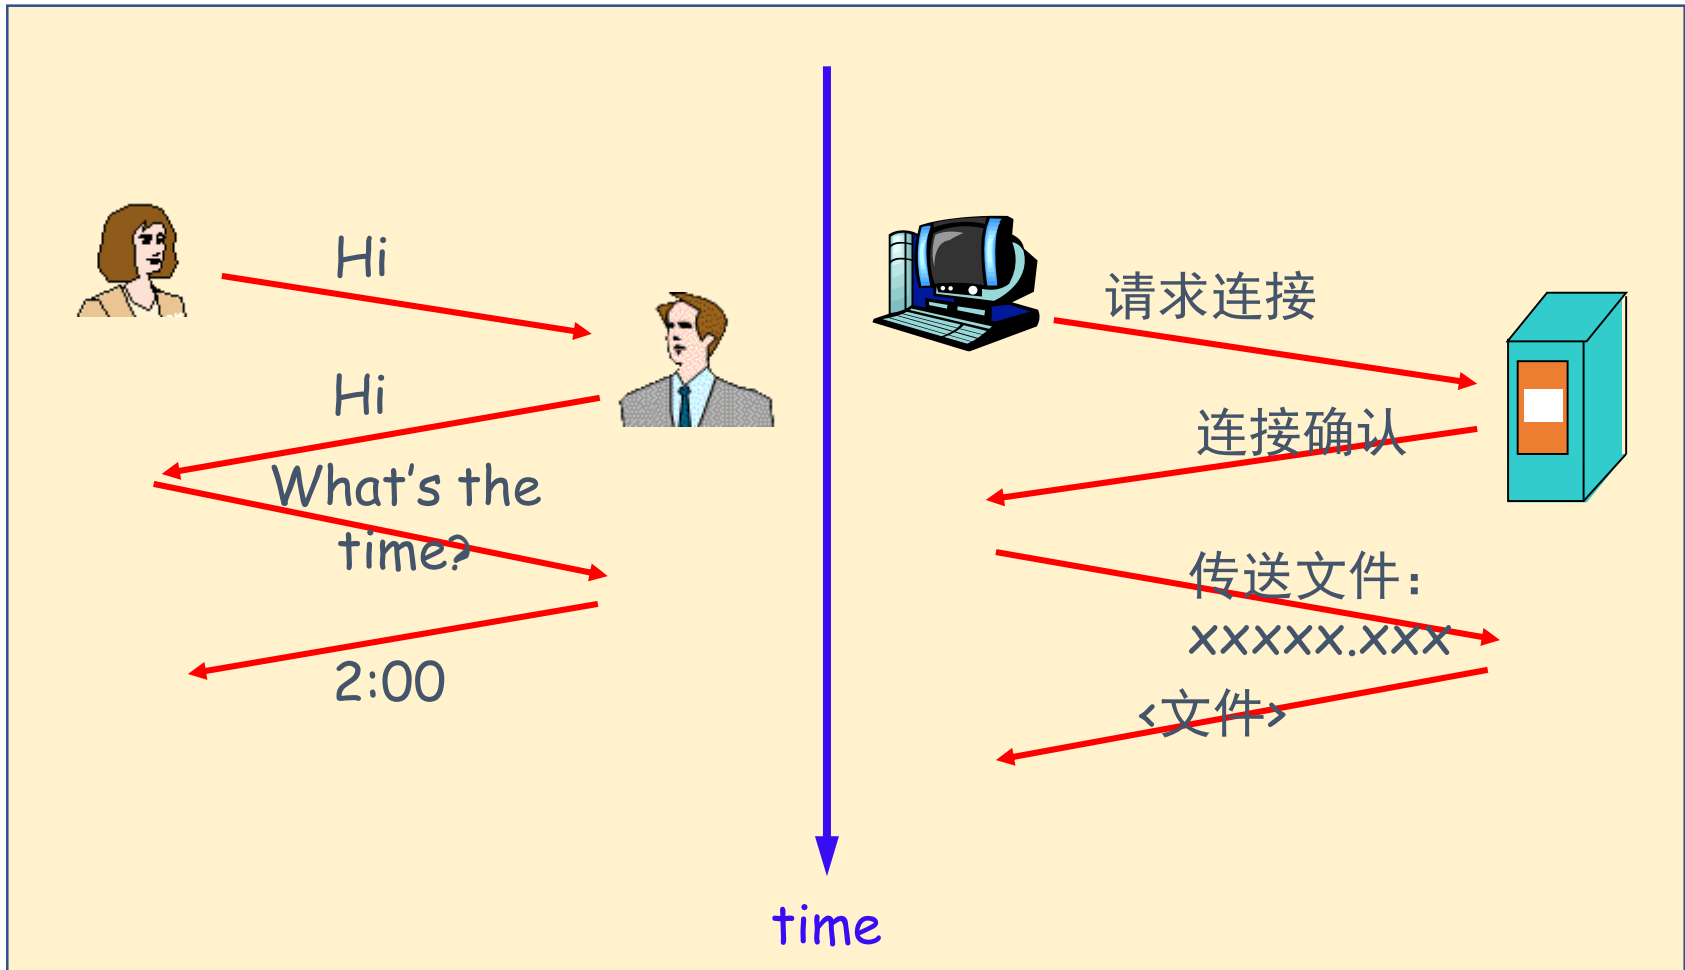 Hi
Hi
What's the
time?
2:00
请求连接
连接确认
传送文件：
xxxxx.xxx
<文件>
time